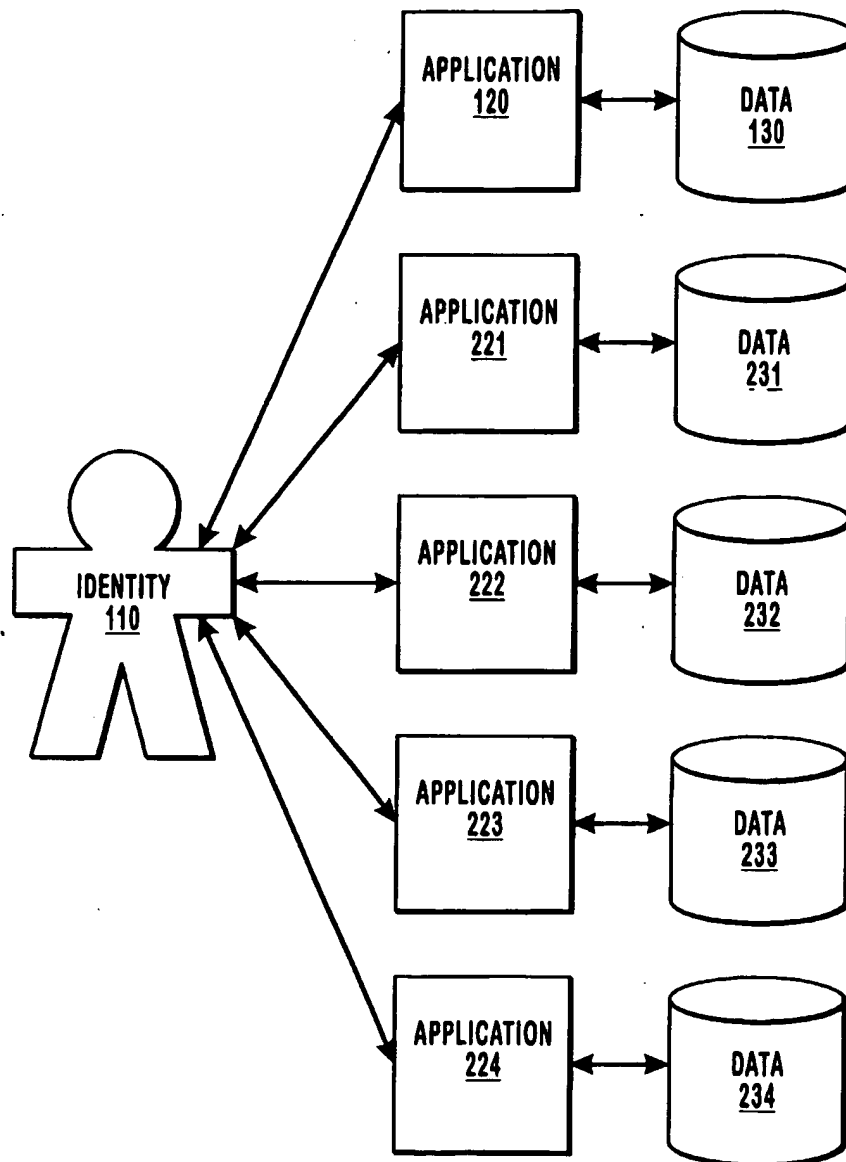 APPLICATION
120
DATA
130
APPLICATION
221
DATA
231
IDENTITY
110
APPLICATION
222
DATA
232
APPLICATION
223
DATA
233
APPLICATION
224
DATA
234